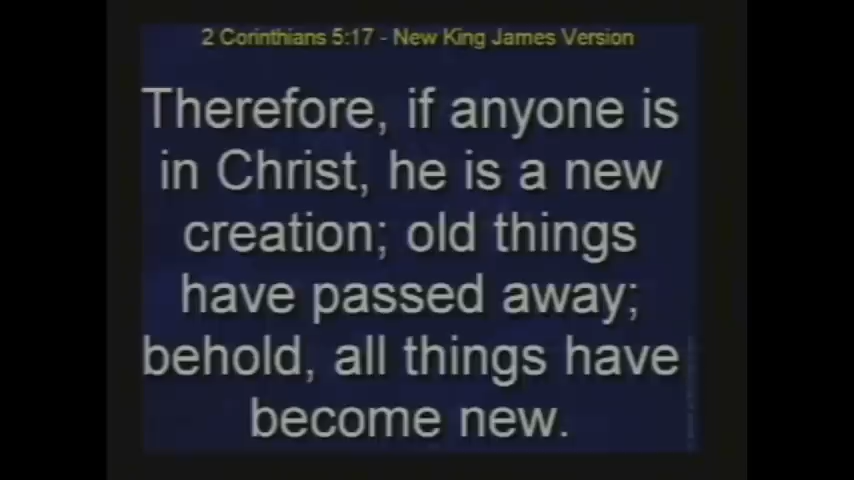 2 Corinthians 5:17 - New King James Version
Therefore, if anyone is
in Christ, he is a new
creation; old things
have passed away;
behold, all things have
become new.